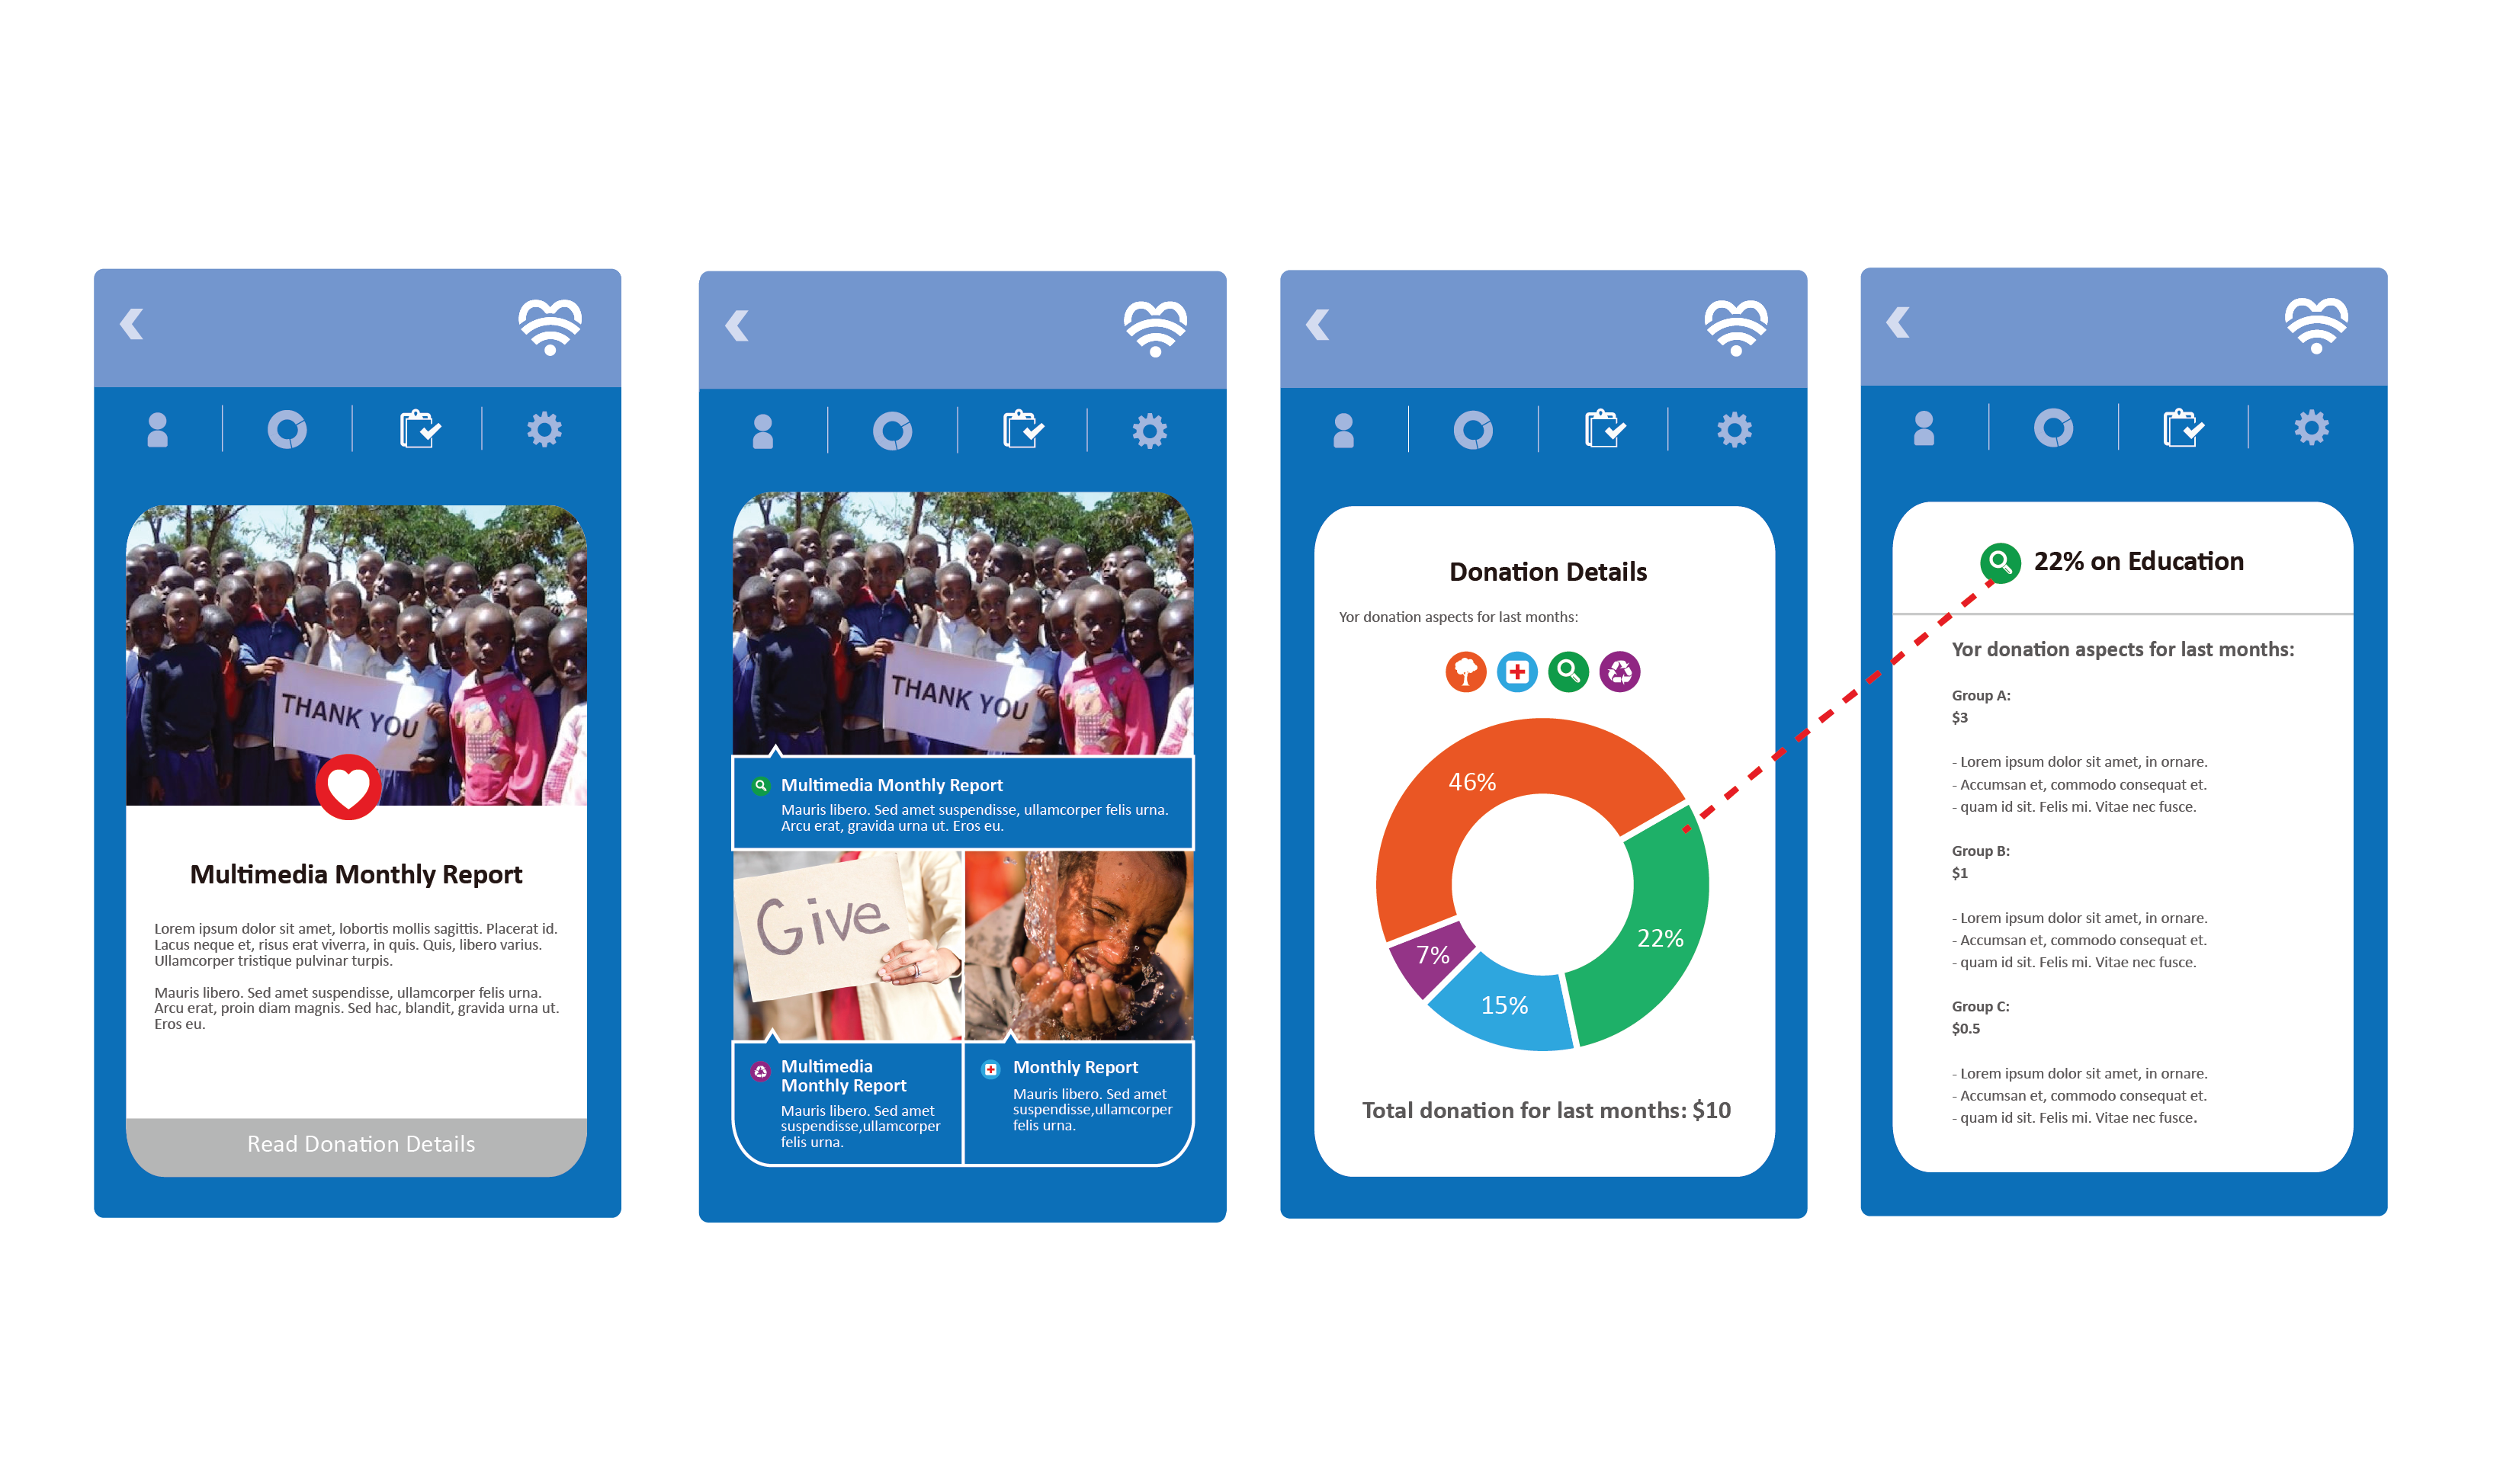 THANK YOU
Multimedia Monthly Report
Lorem ipsum dolor sit amet, lobortis mollis sagittis. Placerat id.
Lacus neque et, risus erat viverra, in quis. Quis, libero varius.
Ullamcorper tristique pulvinar turpis.
Mauris libero. Sed amet suspendisse, ullamcorper felis urna.
Arcu erat, proin diam magnis. Sed hac, blandit, gravida urna ut.
Eros eu.
Read Donation Details
THANK YOU
Multimedia Monthly Report
Mauris libero. Sed amet suspendisse, ullamcorper felis urna.
Arcu erat, gravida urna ut. Eros eu.
Give
Multimedia
Monthly Report
Mauris libero. Sed amet
suspendisse,ullamcorper
felis urna.
Monthly Report
Mauris libero. Sed amet
suspendisse,ullamcorper
felis urna.
Donation Details
Yor donation aspects for last months:
46%
22%
7%
15%
Total donation for last months: $10
22% on Education
Yor donation aspects for last months:
Group A:
$3
- Lorem ipsum dolor sit amet, in ornare.
- Accumsan et, commodo consequat et.
- quam id sit. Felis mi. Vitae nec fusce.
Group B:
$1
- Lorem ipsum dolor sit amet, in ornare.
- Accumsan et, commodo consequat et.
- quam id sit. Felis mi. Vitae nec fusce.
Group C:
$0.5
- Lorem ipsum dolor sit amet, in ornare.
- Accumsan et, commodo consequat et.
- quam id sit. Felis mi. Vitae nec fusce.